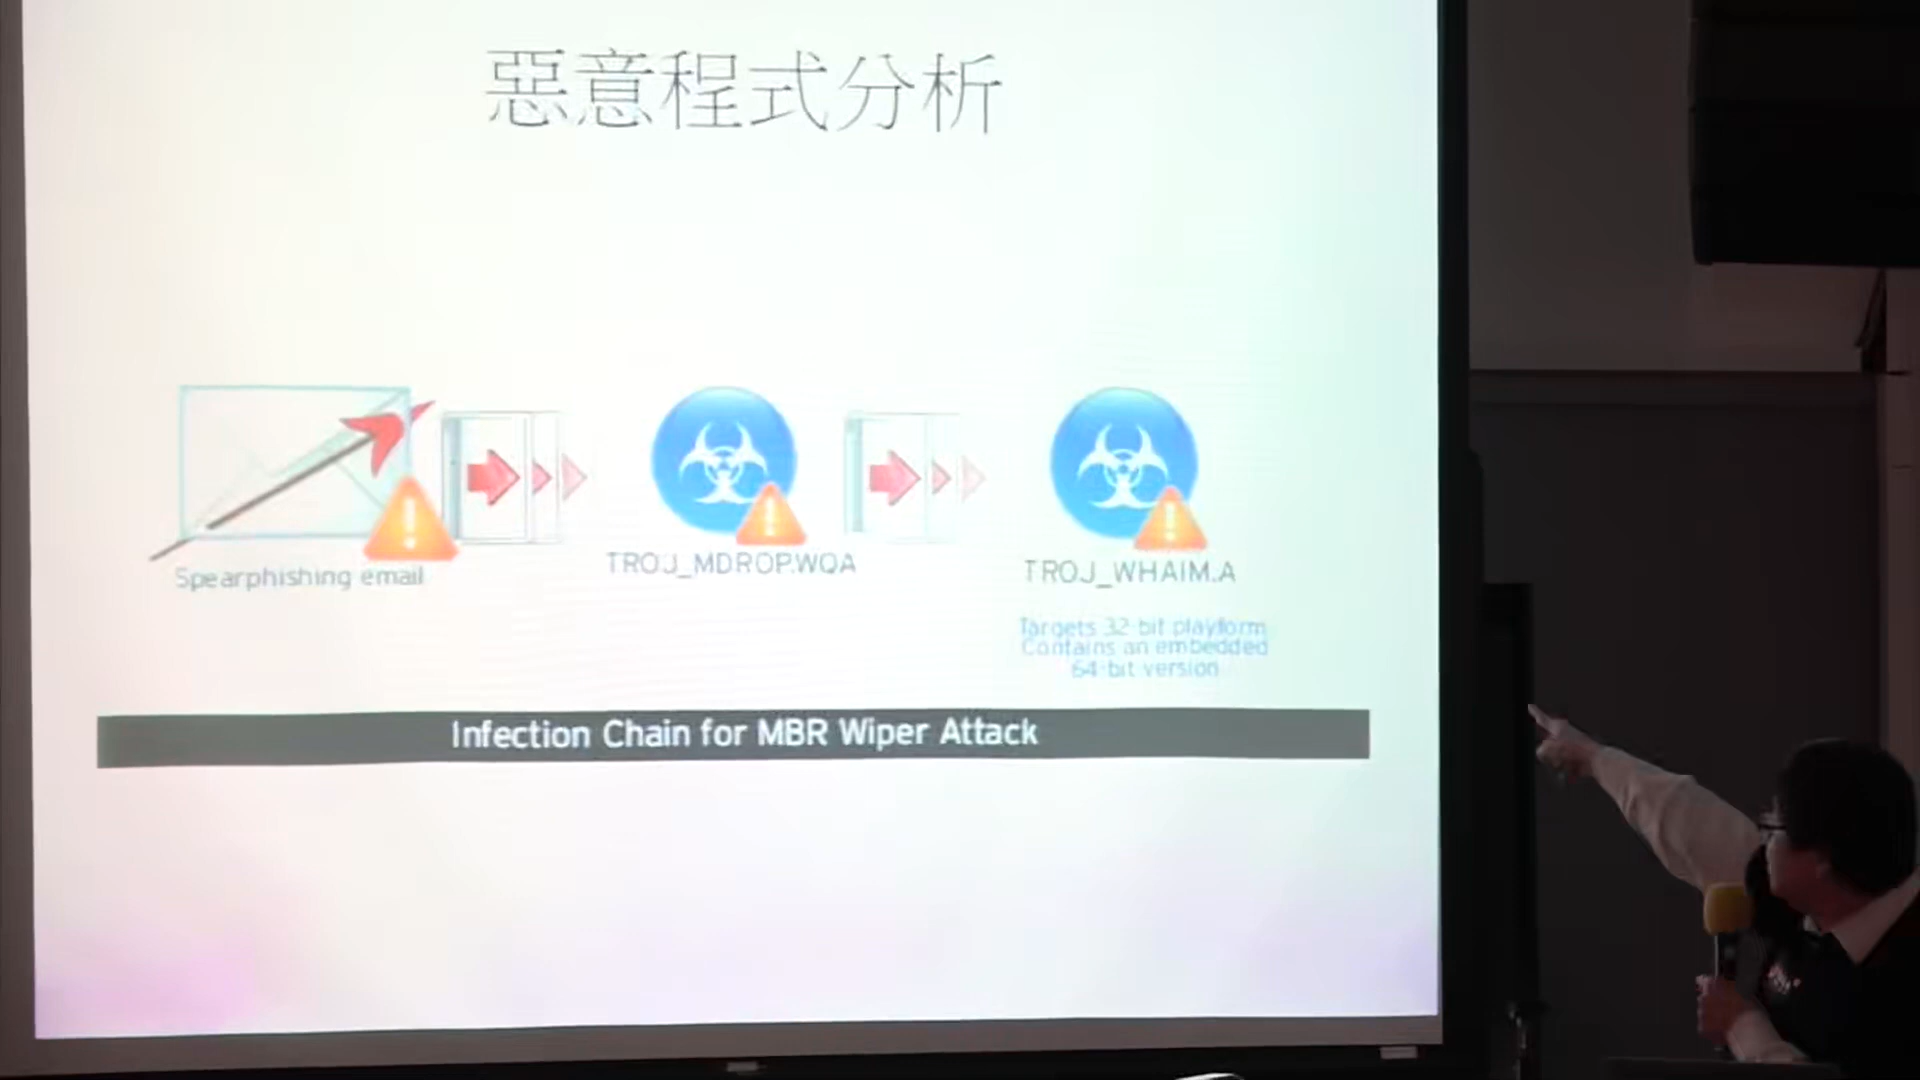 惡意程式分析
Spearphishing email
TROJ_MDROP.WQA
TROJ_WHAIM.A
Targets 32-bit playform
Contains an embedded
64-bit version
Infection Chain for MBR Wiper Attack